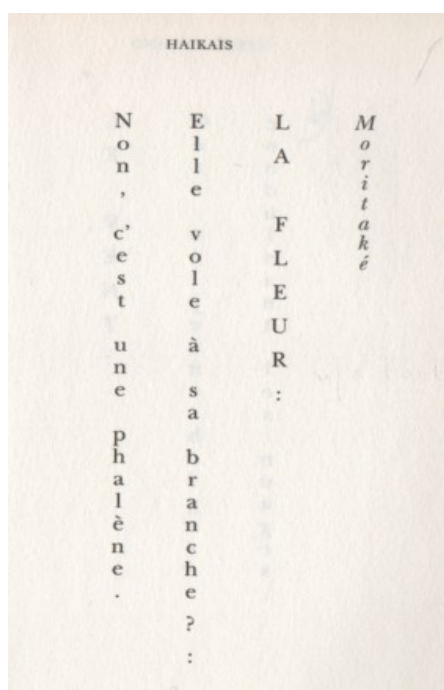 HAIKAIS
Moritaké
LA FLEUR :
Elle vole à sa branche ? :
Non, c'est une phalène.